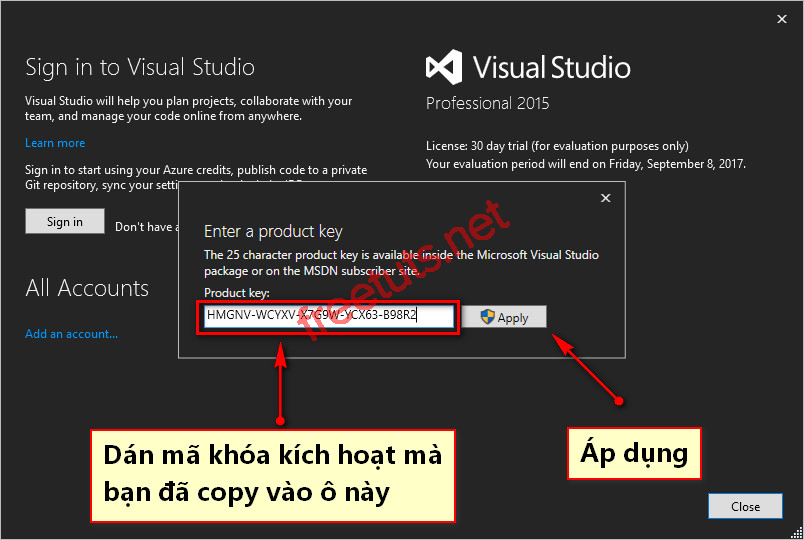 Sign in to Visual Studio
Visual Studio will help you plan projects, collaborate with your
team, and manage your code online from anywhere.
Learn more
Sign in to start using your Azure credits, publish code to a private
Git repository, sync your
Sign in
Don't have a
All Accounts
Add an account...
Visual Studio
Professional 2015
License: 30 day trial (for evaluation purposes only)
Your evaluation period will end on Friday, September 8, 2017.
Enter a product key
The 25 character product key is available inside the Microsoft Visual Studio
package or on the MSDN subscriber site.
Product key:
HMGNV-WCYXV-X7G9W-YCX63-B98R2
Apply
freetuts.net
Dán mã khóa kích hoạt mà
bạn đã copy vào ô này
Áp dụng
Close